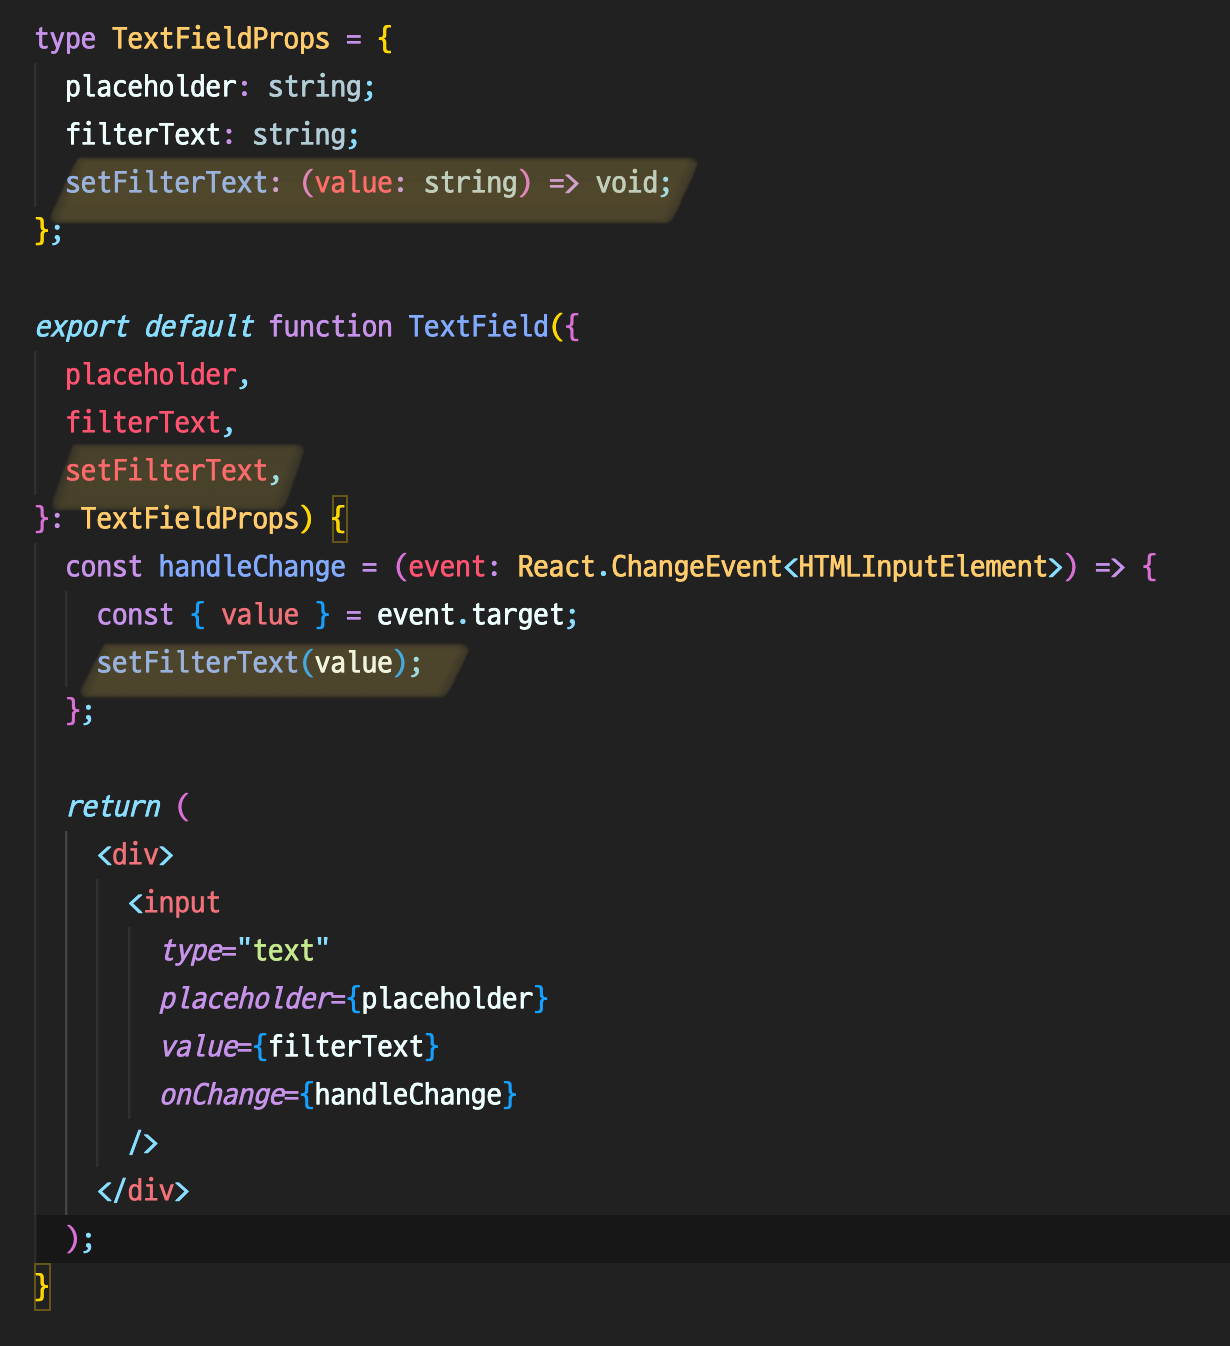 type TextFieldProps = {
  placeholder: string;
  filterText: string;
  setFilterText: (value: string) => void;
};

export default function TextField({
  placeholder,
  filterText,
  setFilterText,
}: TextFieldProps) {
  const handleChange = (event: React.ChangeEvent<HTMLInputElement>) => {
    const { value } = event.target;
    setFilterText(value);
  };

  return (
    <div>
      <input
        type="text"
        placeholder={placeholder}
        value={filterText}
        onChange={handleChange}
      />
    </div>
  );
}